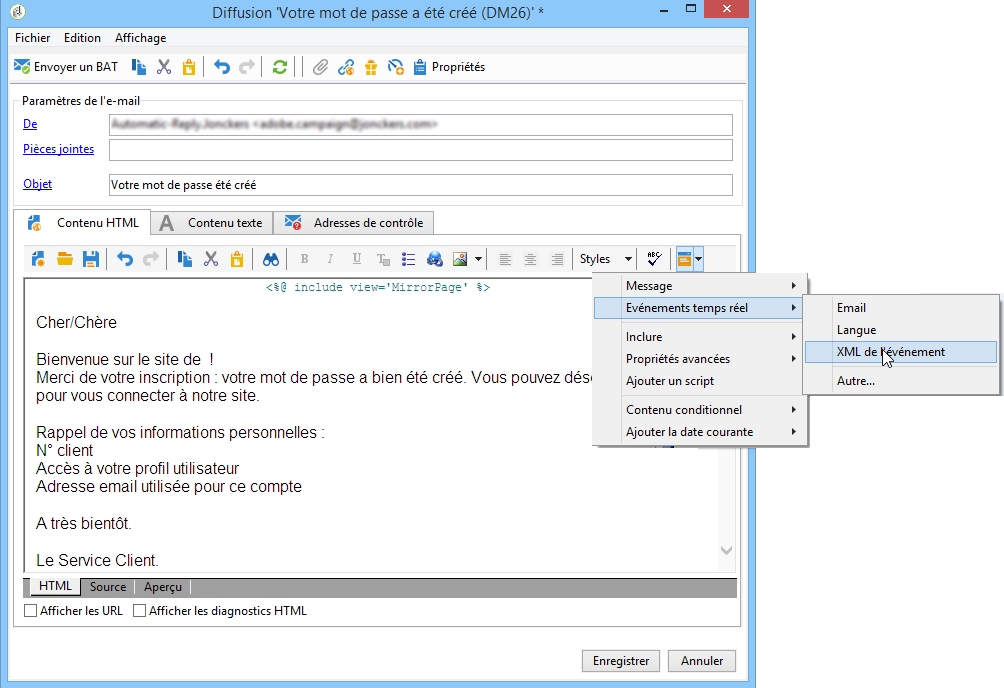 Diffusion 'Votre mot de passe a été créé (DM26)' *
Fichier Edition Affichage
Envoyer un BAT Propriétés
Paramètres de l'e-mail
De
Pièces jointes
Objet Votre mot de passe été créé
Contenu HTML Contenu texte Adresses de contrôle
Styles
<%@ include view='MirrorPage' %>
Cher/Chère
Bienvenue sur le site de !
Merci de votre inscription : votre mot de passe a bien été créé. Vous pouvez dés
pour vous connecter à notre site.
Rappel de vos informations personnelles :
N° client
Accès à votre profil utilisateur
Adresse email utilisée pour ce compte
A très bientôt.
Le Service Client.
Message
Evénements temps réel
Inclure
Propriétés avancées
Ajouter un script
Contenu conditionnel
Ajouter la date courante
Email
Langue
XML de l'événement
Autre...
HTML Source Aperçu
Afficher les URL Afficher les diagnostics HTML
Enregistrer Annuler